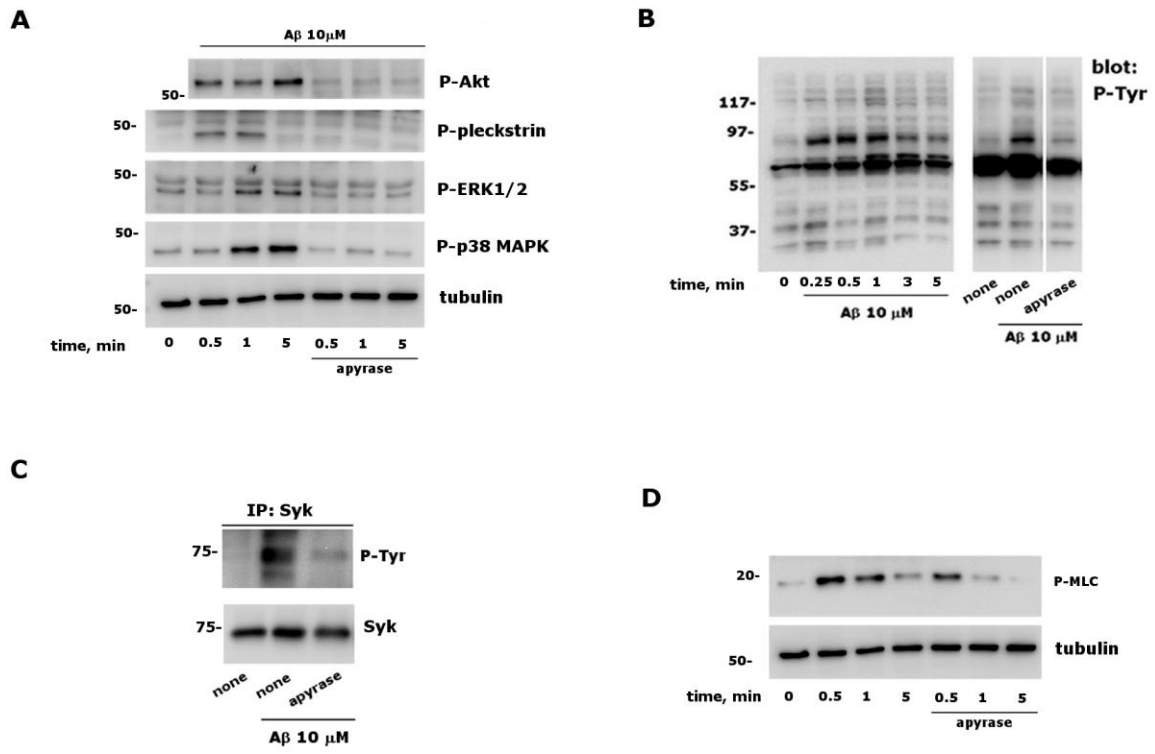 A
Aβ 10μM
50-
P-Akt
50-
P-pleckstrin
50-
P-ERK1/2
50-
P-p38 MAPK
50-
tubulin
time, min 0 0.5 1 5 0.5 1 5
apyrase
B
blot:
P-Tyr
117-
97-
55-
37-
time, min 0 0.25 0.5 1 3 5
Aβ 10 μM
none none apyrase
Aβ 10 μM
C
IP: Syk
75-
P-Tyr
75-
Syk
none none apyrase
Aβ 10 μM
D
20-
P-MLC
50-
tubulin
time, min 0 0.5 1 5 0.5 1 5
apyrase